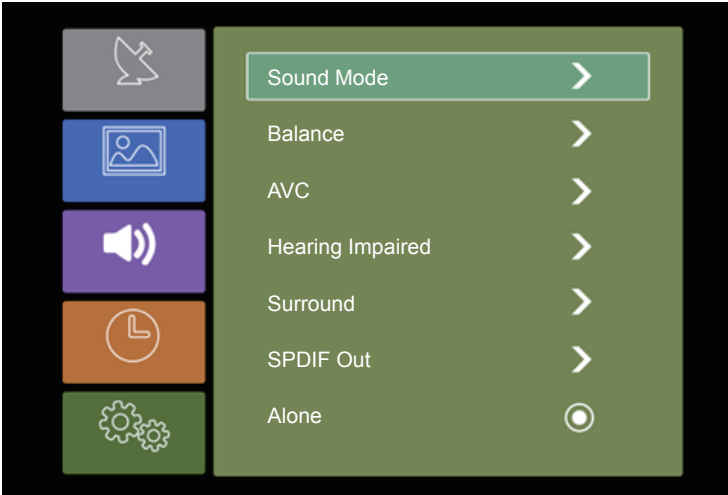 Sound Mode
Balance
AVC
Hearing Impaired
Surround
SPDIF Out
Alone